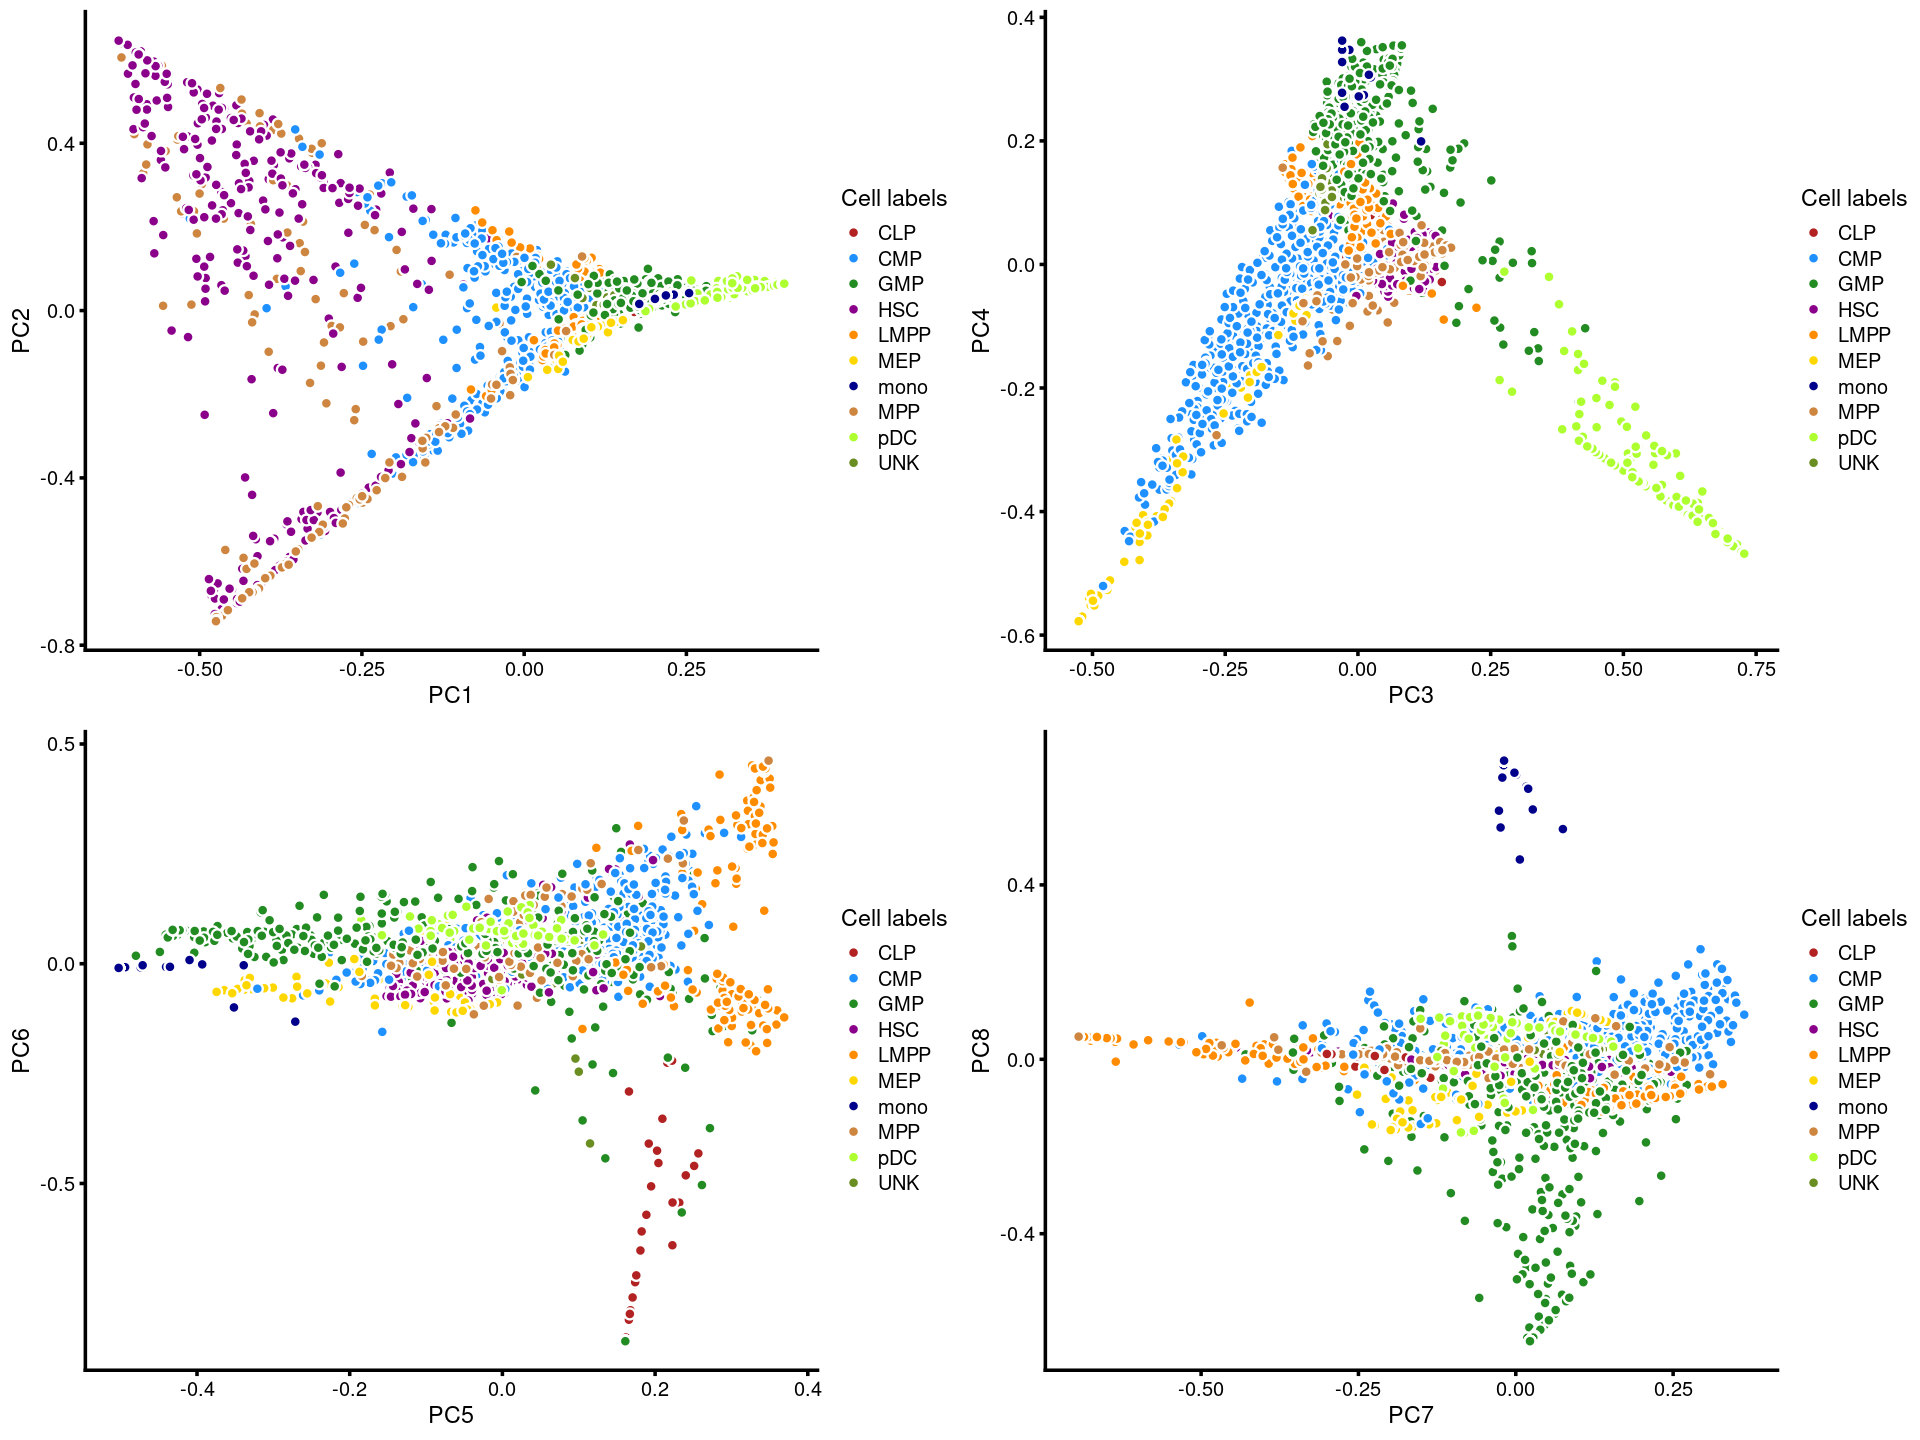 0.4
0.0
-0.4
-0.8
PC2
-0.50
-0.25
0.00
0.25
PC1
Cell labels
CLP
CMP
GMP
HSC
LMPP
MEP
mono
MPP
pDC
UNK
0.4
0.2
0.0
-0.2
-0.4
-0.6
PC4
-0.50
-0.25
0.00
0.25
0.50
0.75
PC3
Cell labels
CLP
CMP
GMP
HSC
LMPP
MEP
mono
MPP
pDC
UNK
0.5
0.0
-0.5
PC6
-0.4
-0.2
0.0
0.2
0.4
PC5
Cell labels
CLP
CMP
GMP
HSC
LMPP
MEP
mono
MPP
pDC
UNK
0.4
0.0
-0.4
PC8
-0.50
-0.25
0.00
0.25
PC7
Cell labels
CLP
CMP
GMP
HSC
LMPP
MEP
mono
MPP
pDC
UNK